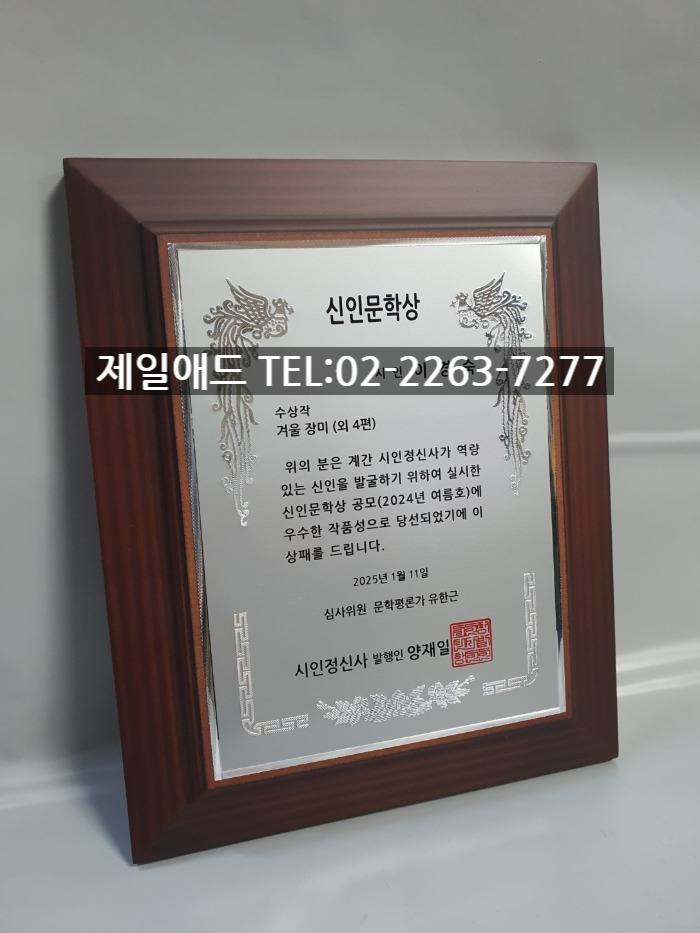 신인문학상
제일애드 TEL:02-2263-7277
수상작
겨울 장미 (외 4편)
위의 분은 계간 시인정신사가 역량
있는 신인을 발굴하기 위하여 실시한
신인문학상 공모(2024년 여름호)에
우수한 작품성으로 당선되었기에 이
상패를 드립니다.
2025년 1월 11일
심사위원 문학평론가 유한근
시인정신사 발행인 양재일